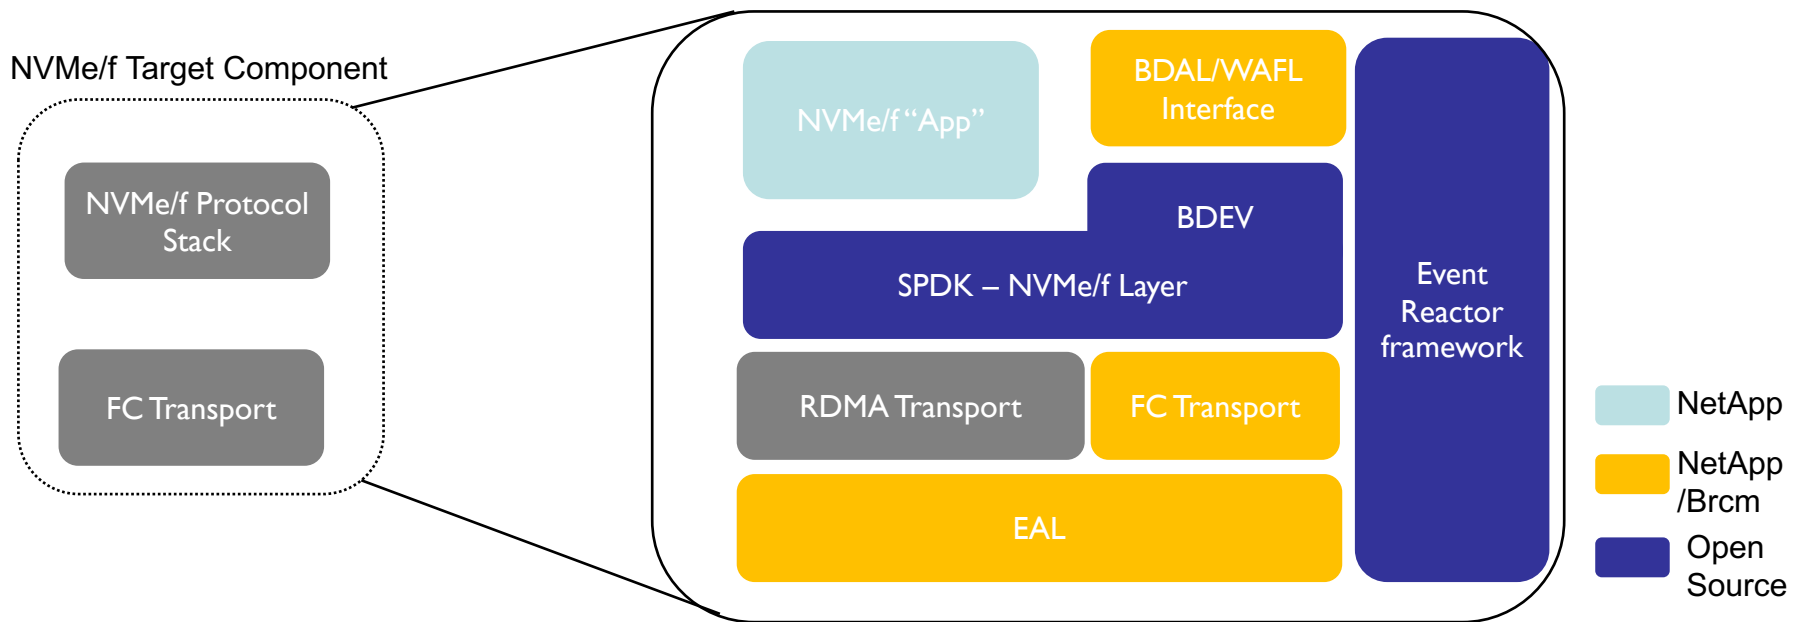 NVMe/f Target Component
NVMe/f Protocol
Stack
FC Transport
NVMe/f “App”
BDAL/WAFL
Interface
BDEV
SPDK – NVMe/f Layer
RDMA Transport
FC Transport
EAL
Event
Reactor
framework
NetApp
NetApp
/Brcm
Open
Source